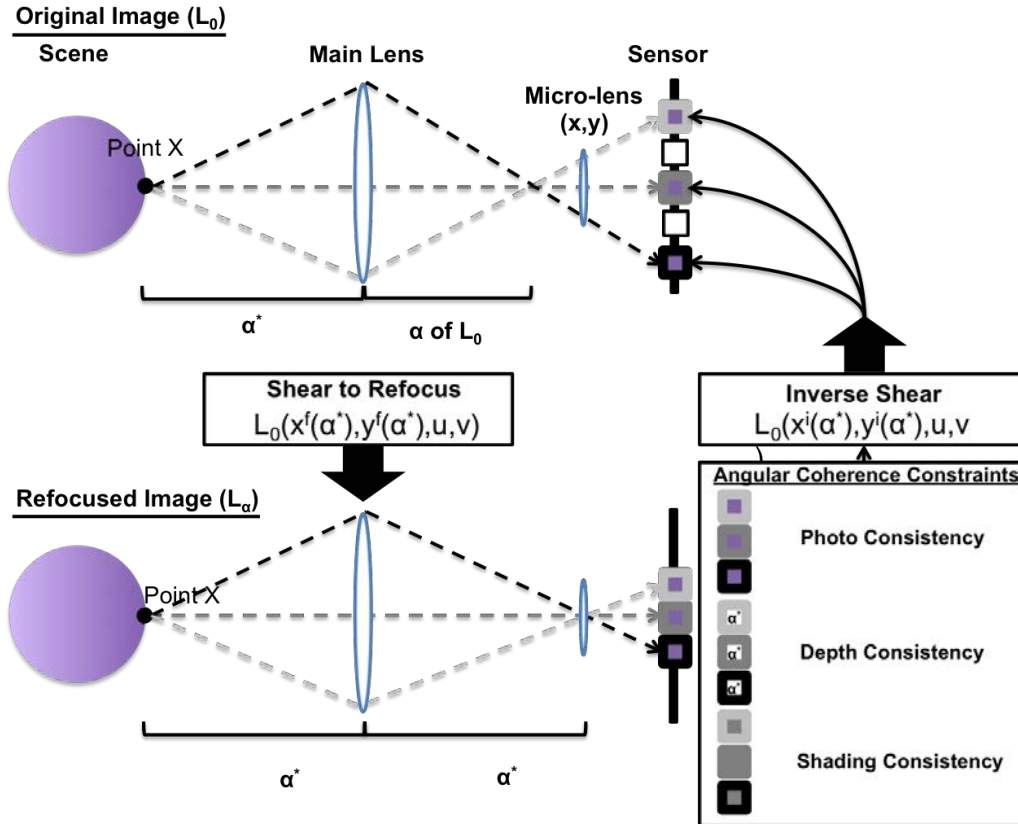 Original Image (L₀)
Scene
Main Lens
Sensor
Micro-lens
(x,y)
Point X
α*
α of L₀
Shear to Refocus
L₀(xᶠ(α*),yᶠ(α*),u,v)
Inverse Shear
L₀(xⁱ(α*),yⁱ(α*),u,v
Refocused Image (Lα)
Point X
α*
α*
Angular Coherence Constraints
Photo Consistency
α*
α*
α*
Depth Consistency
Shading Consistency